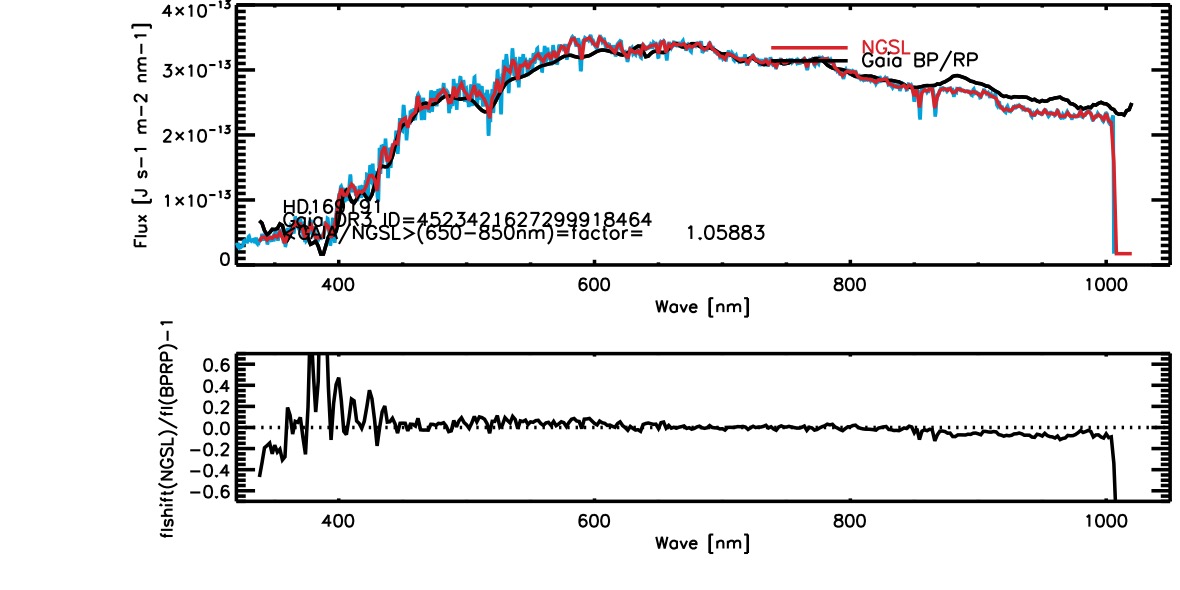 4×10−13
3×10−13
2×10−13
1×10−13
0
Flux [J s−1 m−2 nm−1]
NGSL
Gaia BP/RP
HD169191
Gaia DR3 ID=4523421627299918464
<GAIA/NGSL>(650−850nm)=factor= 1.05883
400 600 800 1000
Wave [nm]
flshift(NGSL)/fl(BPRP)−1
0.6
0.4
0.2
0.0
−0.2
−0.4
−0.6
400 600 800 1000
Wave [nm]